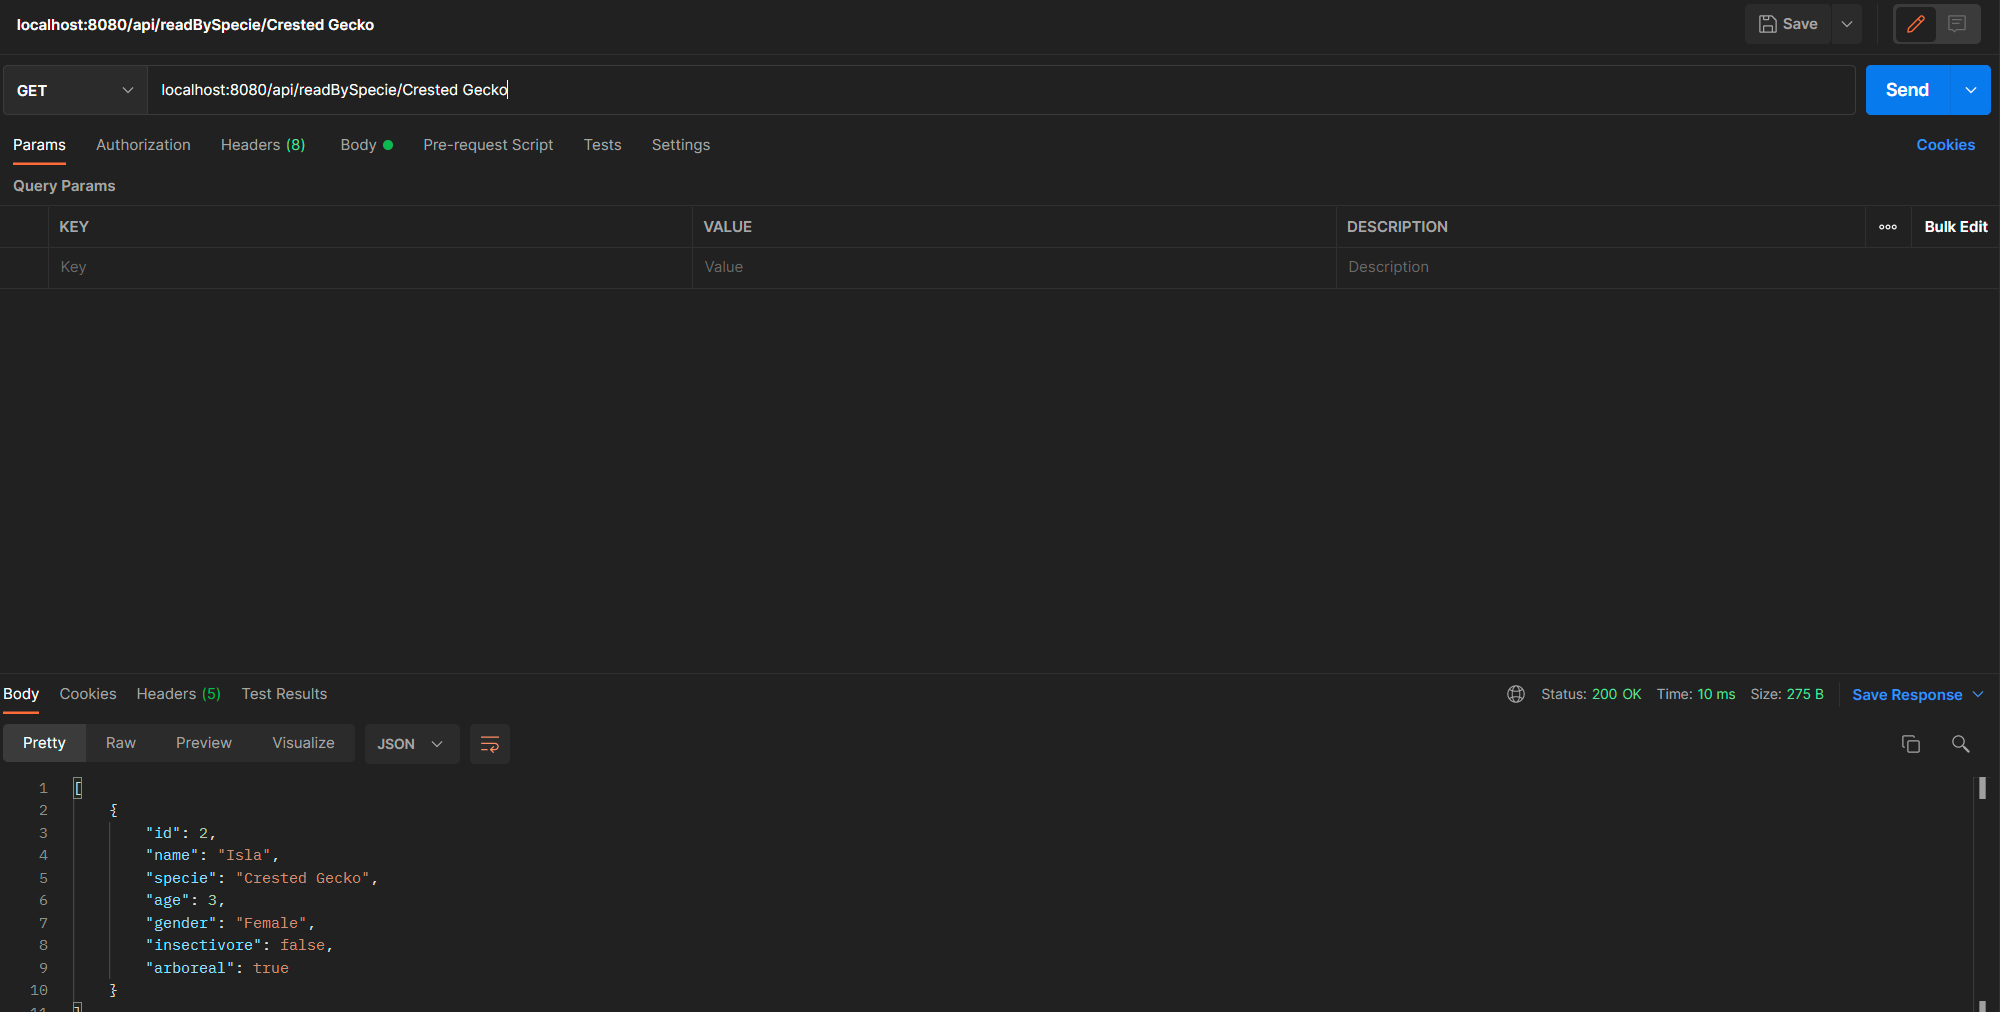 localhost:8080/api/readBySpecie/Crested Gecko
Save
GET
localhost:8080/api/readBySpecie/Crested Gecko
Send
Params Authorization Headers (8) Body Pre-request Script Tests Settings Cookies
Query Params
KEY VALUE DESCRIPTION ooo Bulk Edit
Key Value Description
Body Cookies Headers (5) Test Results Status: 200 OK Time: 10 ms Size: 275 B Save Response
Pretty Raw Preview Visualize JSON
1 [
2 {
3 "id": 2,
4 "name": "Isla",
5 "specie": "Crested Gecko",
6 "age": 3,
7 "gender": "Female",
8 "insectivore": false,
9 "arboreal": true
10 }
11 ]